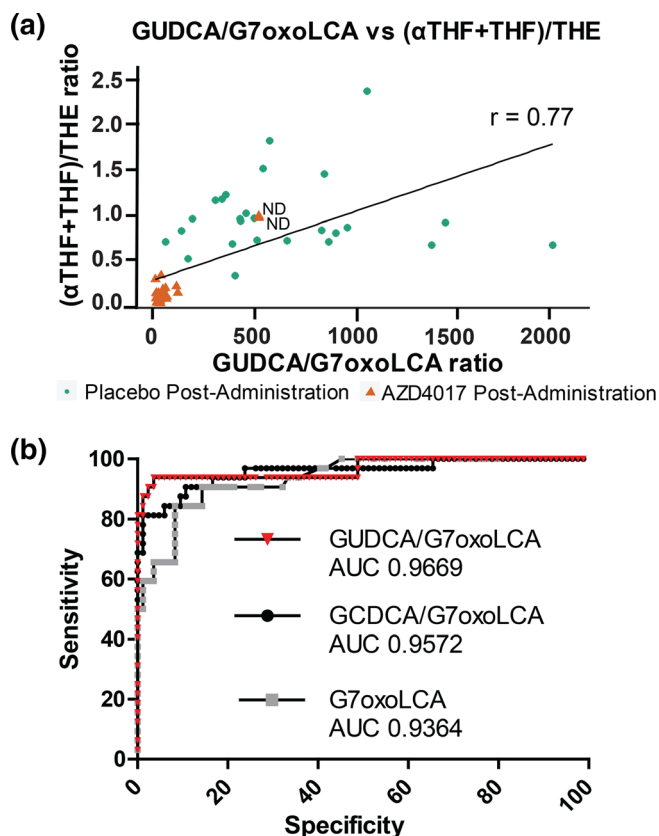 (a)
GUDCA/G7oxoLCA vs (αTHF+THF)/THE
(αTHF+THF)/THE ratio
2.5
2.0
1.5
1.0
0.5
0.0
r = 0.77
ND
ND
0 500 1000 1500 2000
GUDCA/G7oxoLCA ratio
Placebo Post-Administration AZD4017 Post-Administration
(b)
Sensitivity
100
80
60
40
20
0
GUDCA/G7oxoLCA
AUC 0.9669
GCDCA/G7oxoLCA
AUC 0.9572
G7oxoLCA
AUC 0.9364
0 20 40 60 80 100
Specificity